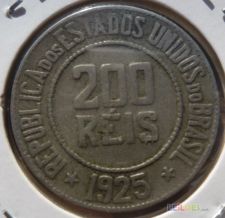 REPUBLICA DOS ESTADOS UNIDOS DO BRASIL
200
RÉIS
1925